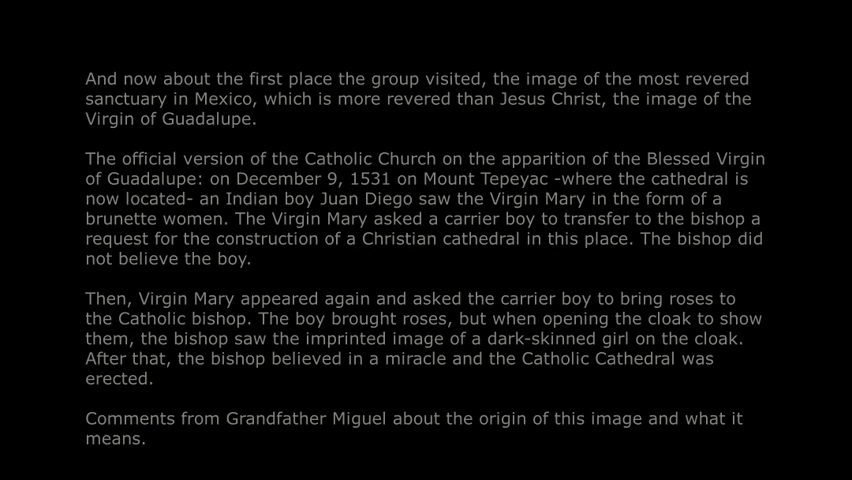 And now about the first place the group visited, the image of the most revered
sanctuary in Mexico, which is more revered than Jesus Christ, the image of the
Virgin of Guadalupe.
The official version of the Catholic Church on the apparition of the Blessed Virgin
of Guadalupe: on December 9, 1531 on Mount Tepeyac -where the cathedral is
now located- an Indian boy Juan Diego saw the Virgin Mary in the form of a
brunette women. The Virgin Mary asked a carrier boy to transfer to the bishop a
request for the construction of a Christian cathedral in this place. The bishop did
not believe the boy.
Then, Virgin Mary appeared again and asked the carrier boy to bring roses to
the Catholic bishop. The boy brought roses, but when opening the cloak to show
them, the bishop saw the imprinted image of a dark-skinned girl on the cloak.
After that, the bishop believed in a miracle and the Catholic Cathedral was
erected.
Comments from Grandfather Miguel about the origin of this image and what it
means.